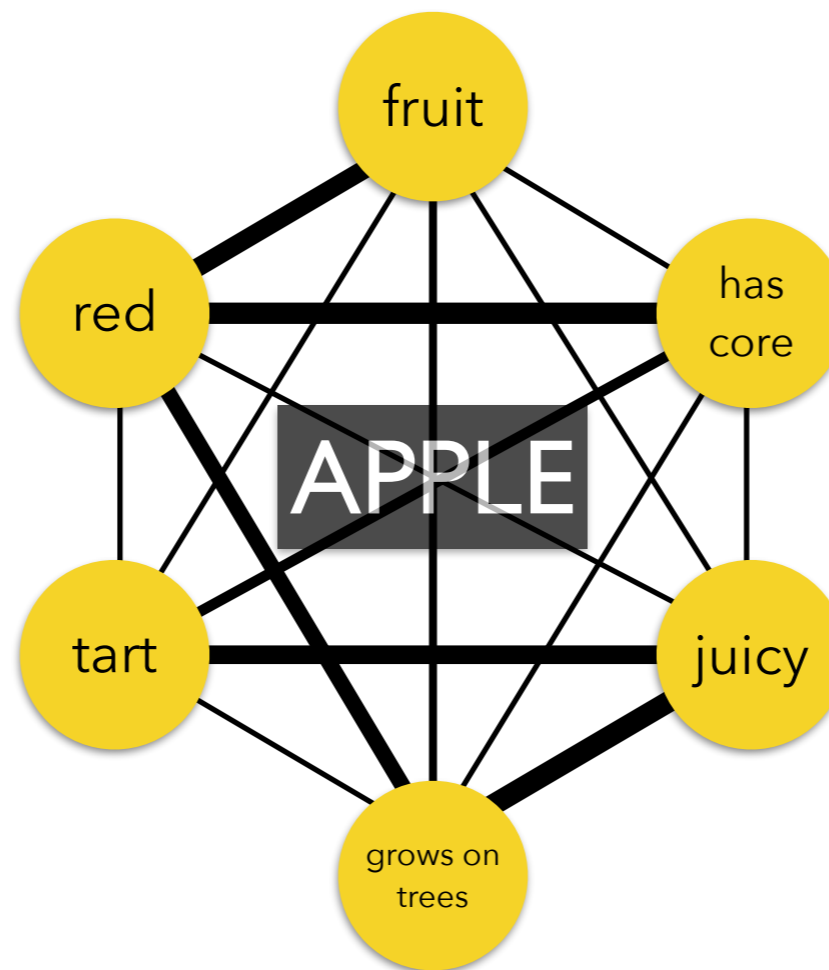 fruit
red
has
core
APPLE
tart
juicy
grows on
trees